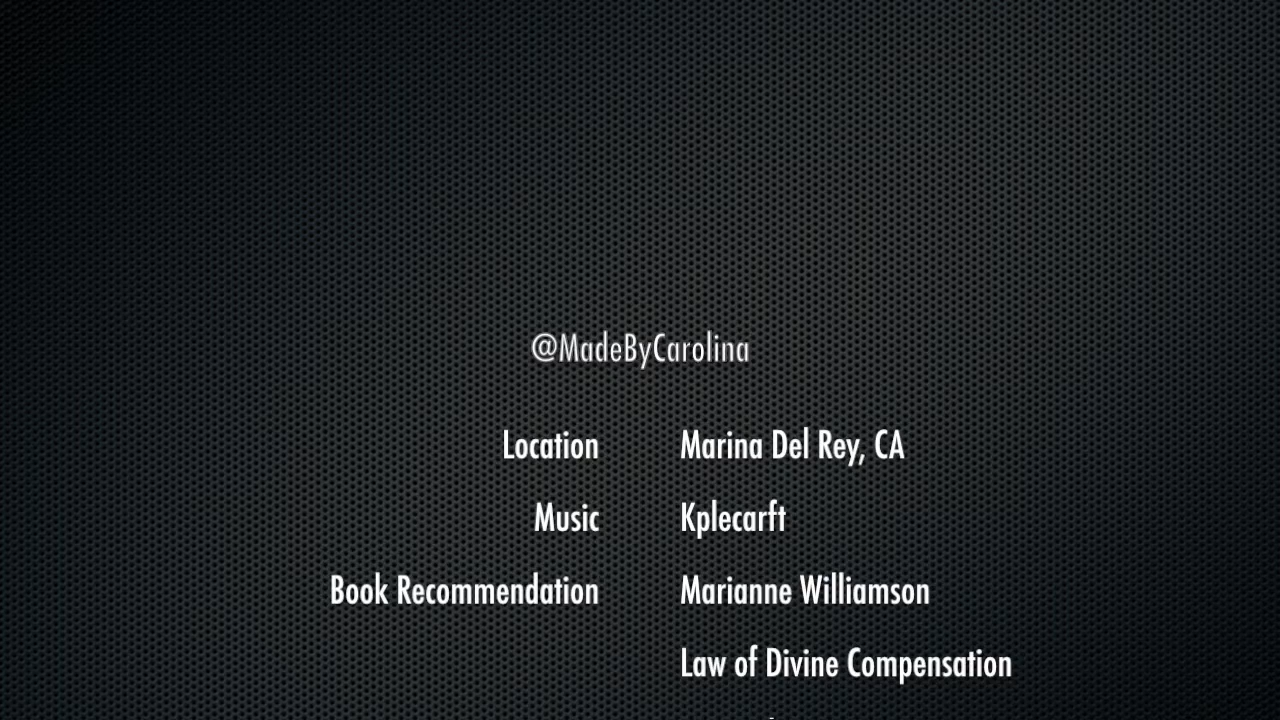 @MadeByCarolina
Location Marina Del Rey, CA
Music Kplecarft
Book Recommendation Marianne Williamson
Law of Divine Compensation